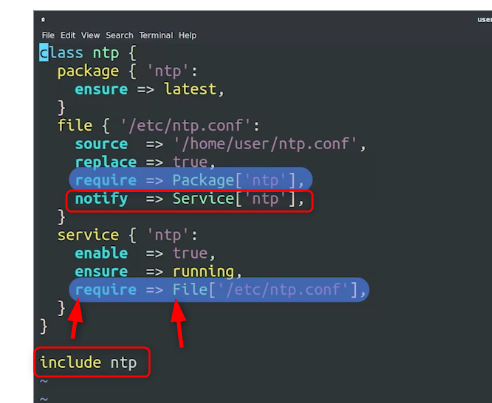 user
File Edit View Search Terminal Help
class ntp {
  package { 'ntp':
    ensure => latest,
  }
  file { '/etc/ntp.conf':
    source  => '/home/user/ntp.conf',
    replace => true,
    require => Package['ntp'],
    notify  => Service['ntp'],
  }
  service { 'ntp':
    enable  => true,
    ensure  => running,
    require => File['/etc/ntp.conf'],
  }
}
include ntp
~
~